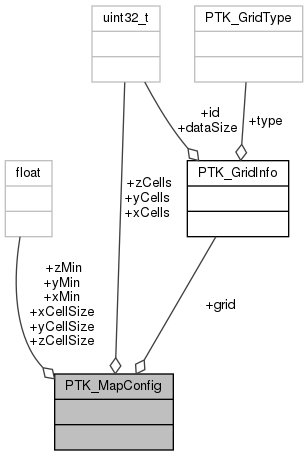 uint32_t
PTK_GridType
+id
+dataSize
+type
float
+zCells
+yCells
+xCells
PTK_GridInfo
+zMin
+yMin
+xMin
+xCellSize
+yCellSize
+zCellSize
+grid
PTK_MapConfig